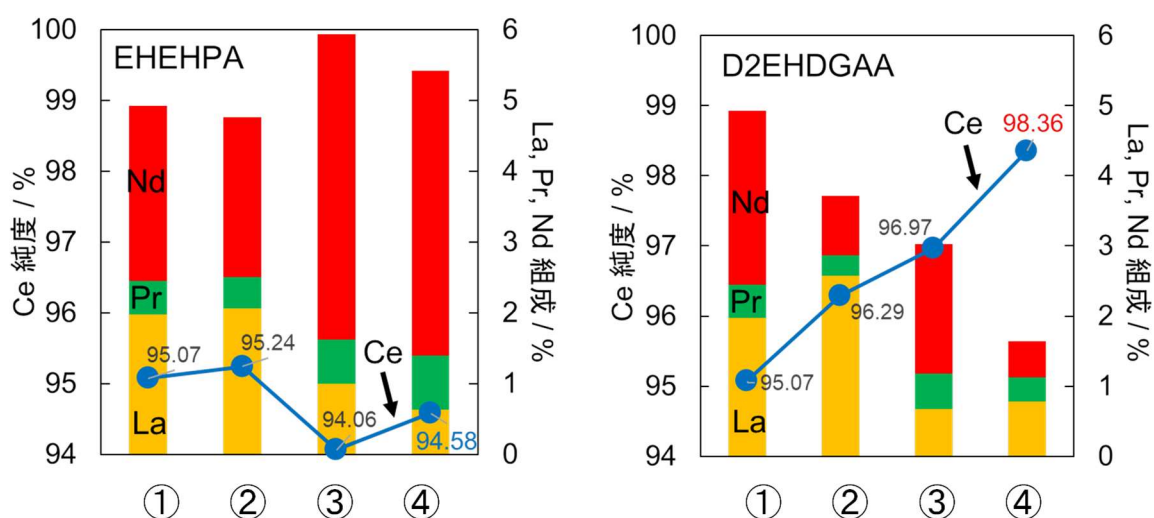 EHEHPA
Ce 純度 / %
100
99
98
97
96
95
94
La, Pr, Nd 組成 / %
6
5
4
3
2
1
0
Nd
Pr
La
Ce
95.07
95.24
94.06
94.58
① ② ③ ④
D2EHDGAA
Ce 純度 / %
100
99
98
97
96
95
94
La, Pr, Nd 組成 / %
6
5
4
3
2
1
0
Nd
Pr
La
Ce
95.07
96.29
96.97
98.36
① ② ③ ④